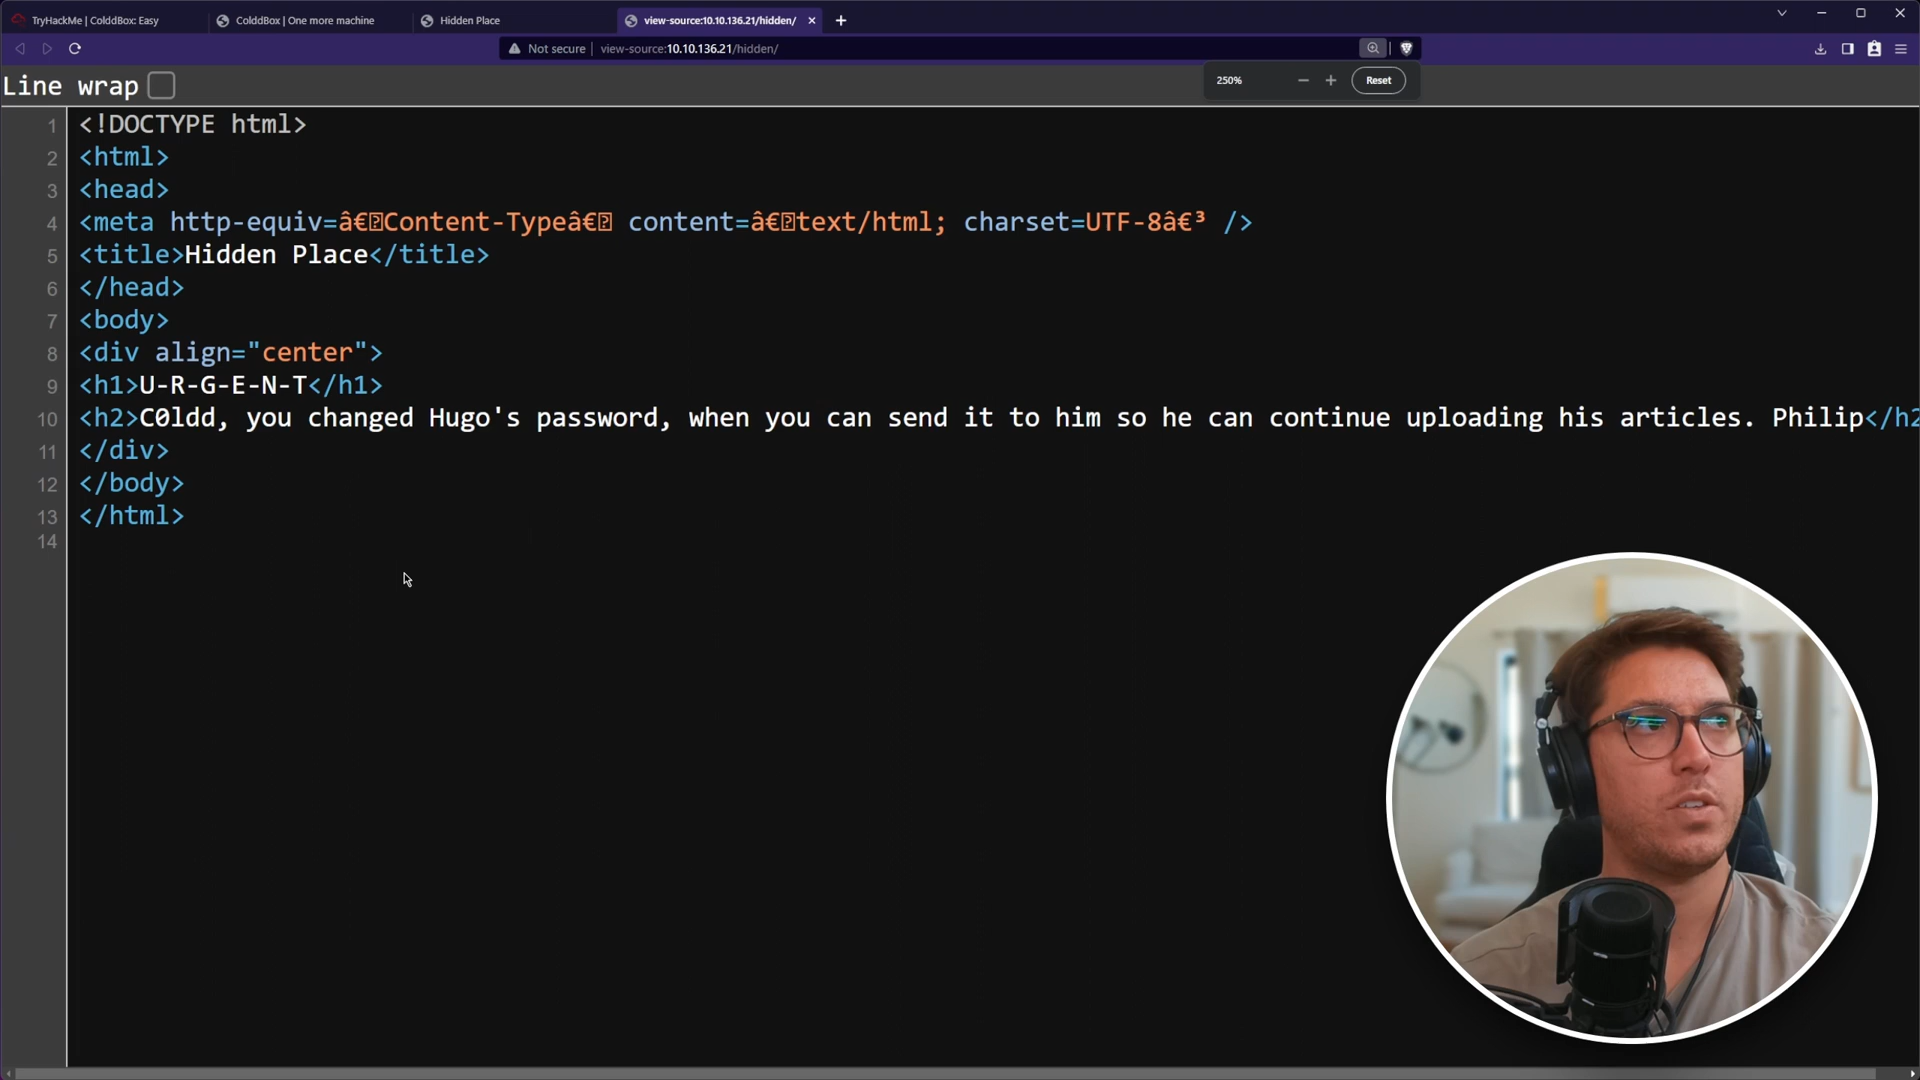 TryHackMe | ColddBox: Easy
ColddBox | One more machine
Hidden Place
view-source:10.10.136.21/hidden/
Not secure
view-source:10.10.136.21/hidden/
250%
Reset
Line wrap
1 <!DOCTYPE html>
2 <html>
3 <head>
4 <meta http-equiv=â€Content-Typeâ€ content=â€text/html; charset=UTF-8â€³ />
5 <title>Hidden Place</title>
6 </head>
7 <body>
8 <div align="center">
9 <h1>U-R-G-E-N-T</h1>
10 <h2>C0ldd, you changed Hugo's password, when you can send it to him so he can continue uploading his articles. Philip</h2
11 </div>
12 </body>
13 </html>
14